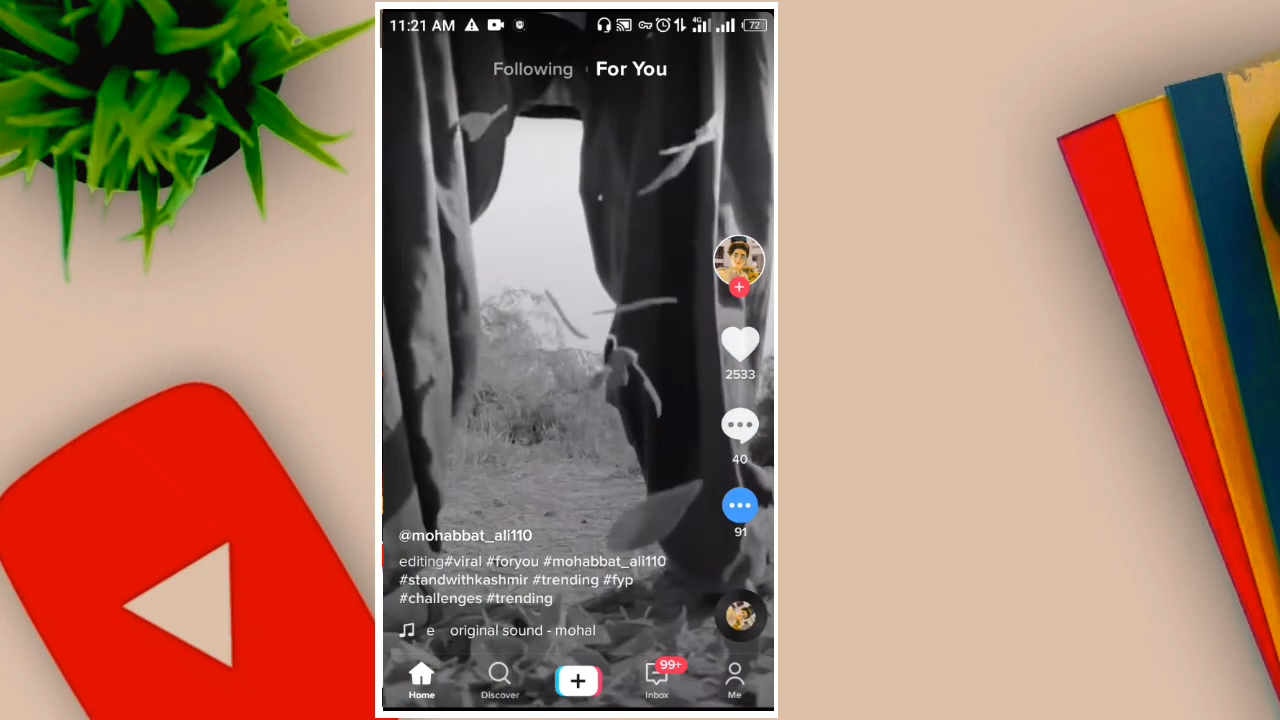 11:21 AM
4G
72
Following
For You
2533
40
91
@mohabbat_ali110
editing#viral #foryou #mohabbat_ali110
#standwithkashmir #trending #fyp
#challenges #trending
e original sound - mohal
99+
Home
Discover
Inbox
Me